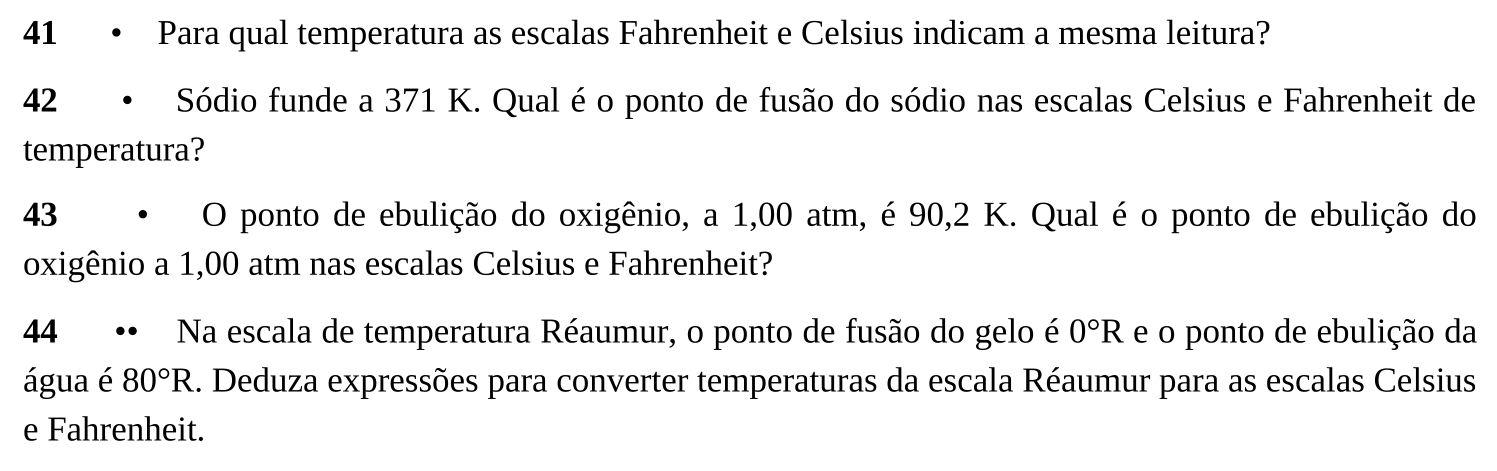 41 • Para qual temperatura as escalas Fahrenheit e Celsius indicam a mesma leitura?
42 • Sódio funde a 371 K. Qual é o ponto de fusão do sódio nas escalas Celsius e Fahrenheit de
temperatura?
43 • O ponto de ebulição do oxigênio, a 1,00 atm, é 90,2 K. Qual é o ponto de ebulição do
oxigênio a 1,00 atm nas escalas Celsius e Fahrenheit?
44 •• Na escala de temperatura Réaumur, o ponto de fusão do gelo é 0°R e o ponto de ebulição da
água é 80°R. Deduza expressões para converter temperaturas da escala Réaumur para as escalas Celsius
e Fahrenheit.